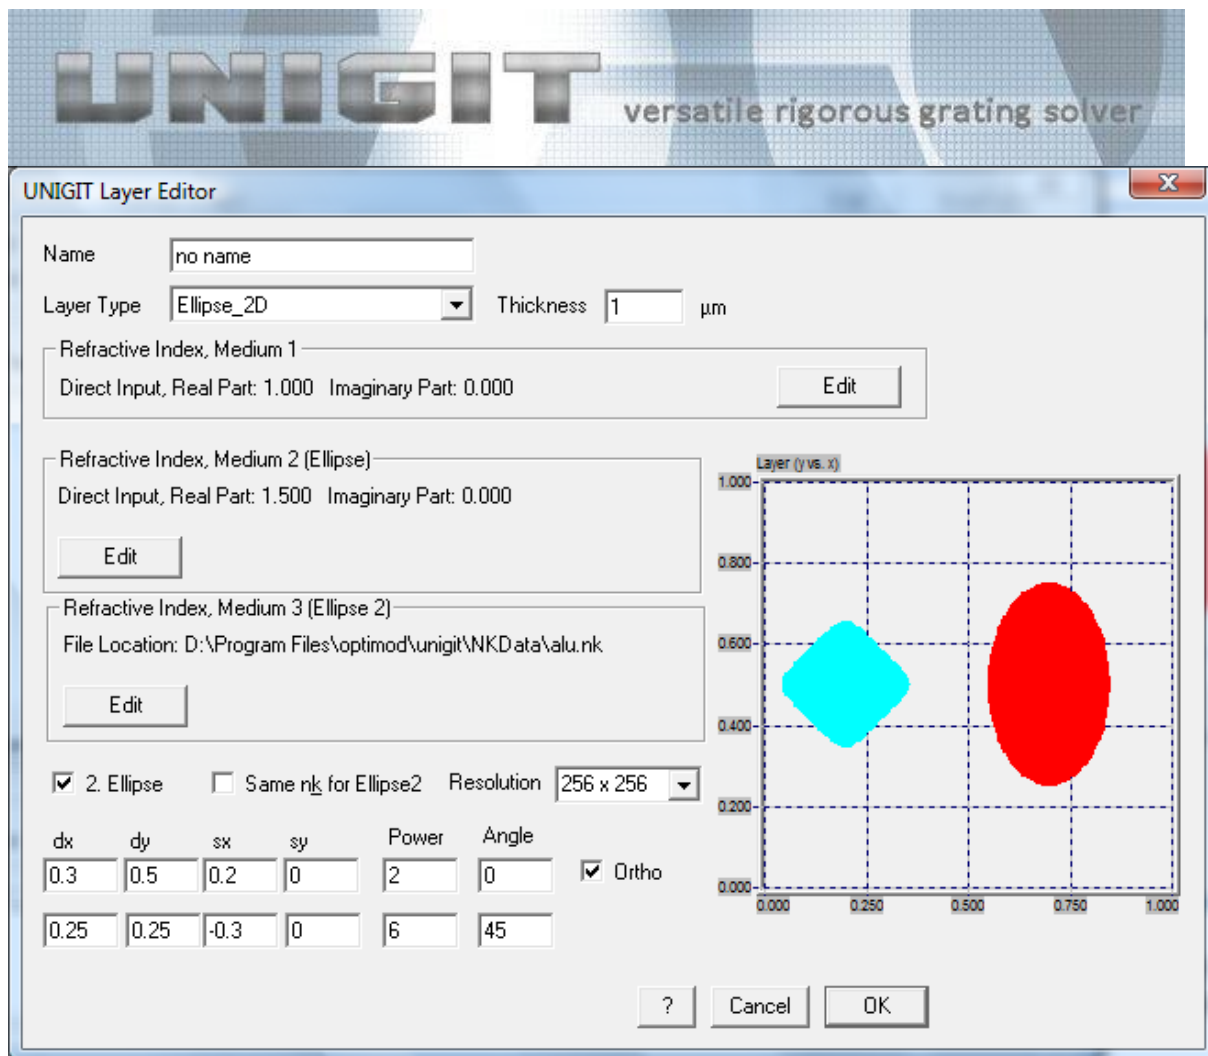 UNIGIT
versatile rigorous grating solver
UNIGIT Layer Editor
X
Name no name
Layer Type Ellipse_2D Thickness 1 µm
Refractive Index, Medium 1
Direct Input, Real Part: 1.000 Imaginary Part: 0.000 Edit
Refractive Index, Medium 2 (Ellipse)
Direct Input, Real Part: 1.500 Imaginary Part: 0.000
Edit
Refractive Index, Medium 3 (Ellipse 2)
File Location: D:\Program Files\optimod\unigit\NKData\alu.nk
Edit
Layer (y vs. x)
1.000
0.800
0.600
0.400
0.200
0.000
0.000 0.250 0.500 0.750 1.000
2. Ellipse Same nk for Ellipse2 Resolution 256 x 256
dx dy sx sy Power Angle
0.3 0.5 0.2 0 2 0 Ortho
0.25 0.25 -0.3 0 6 45
? Cancel OK